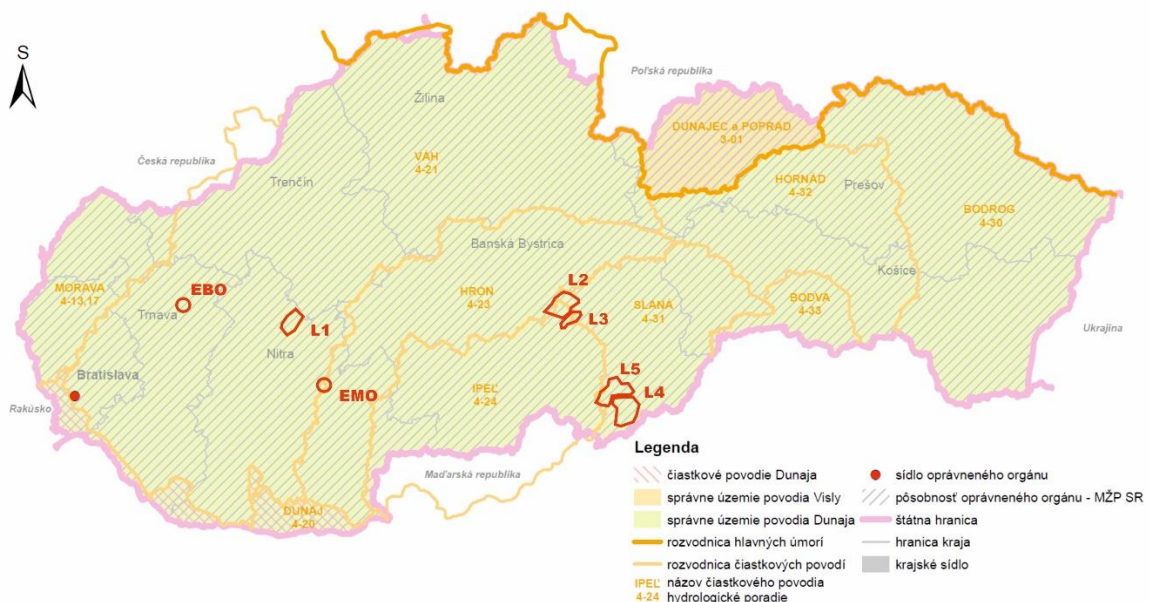 S
Poľská republika
Žilina
DUNAJEC a POPRAD
3-01
Česká republika
VÁH
4-21
Trenčín
HORNÁD
4-32
Prešov
BODROG
4-30
Banská Bystrica
Košice
MORAVA
4-13,17
EBO
Trnava
L1
Nitra
HRON
4-23
L2
L3
SLANÁ
4-31
BODVA
4-33
Ukrajina
Bratislava
EMO
IPEĽ
4-24
L5
L4
Rakúsko
Maďarská republika
DUNAJ
4-20
Legenda
čiastkové povodie Dunaja
správne územie povodia Visly
správne územie povodia Dunaja
rozvodnica hlavných úmorí
rozvodnica čiastkových povodí
IPEĽ názov čiastkového povodia
4-24 hydrologické poradie
sídlo oprávneného orgánu
pôsobnosť oprávneného orgánu - MŽP SR
štátna hranica
hranica kraja
krajské sídlo